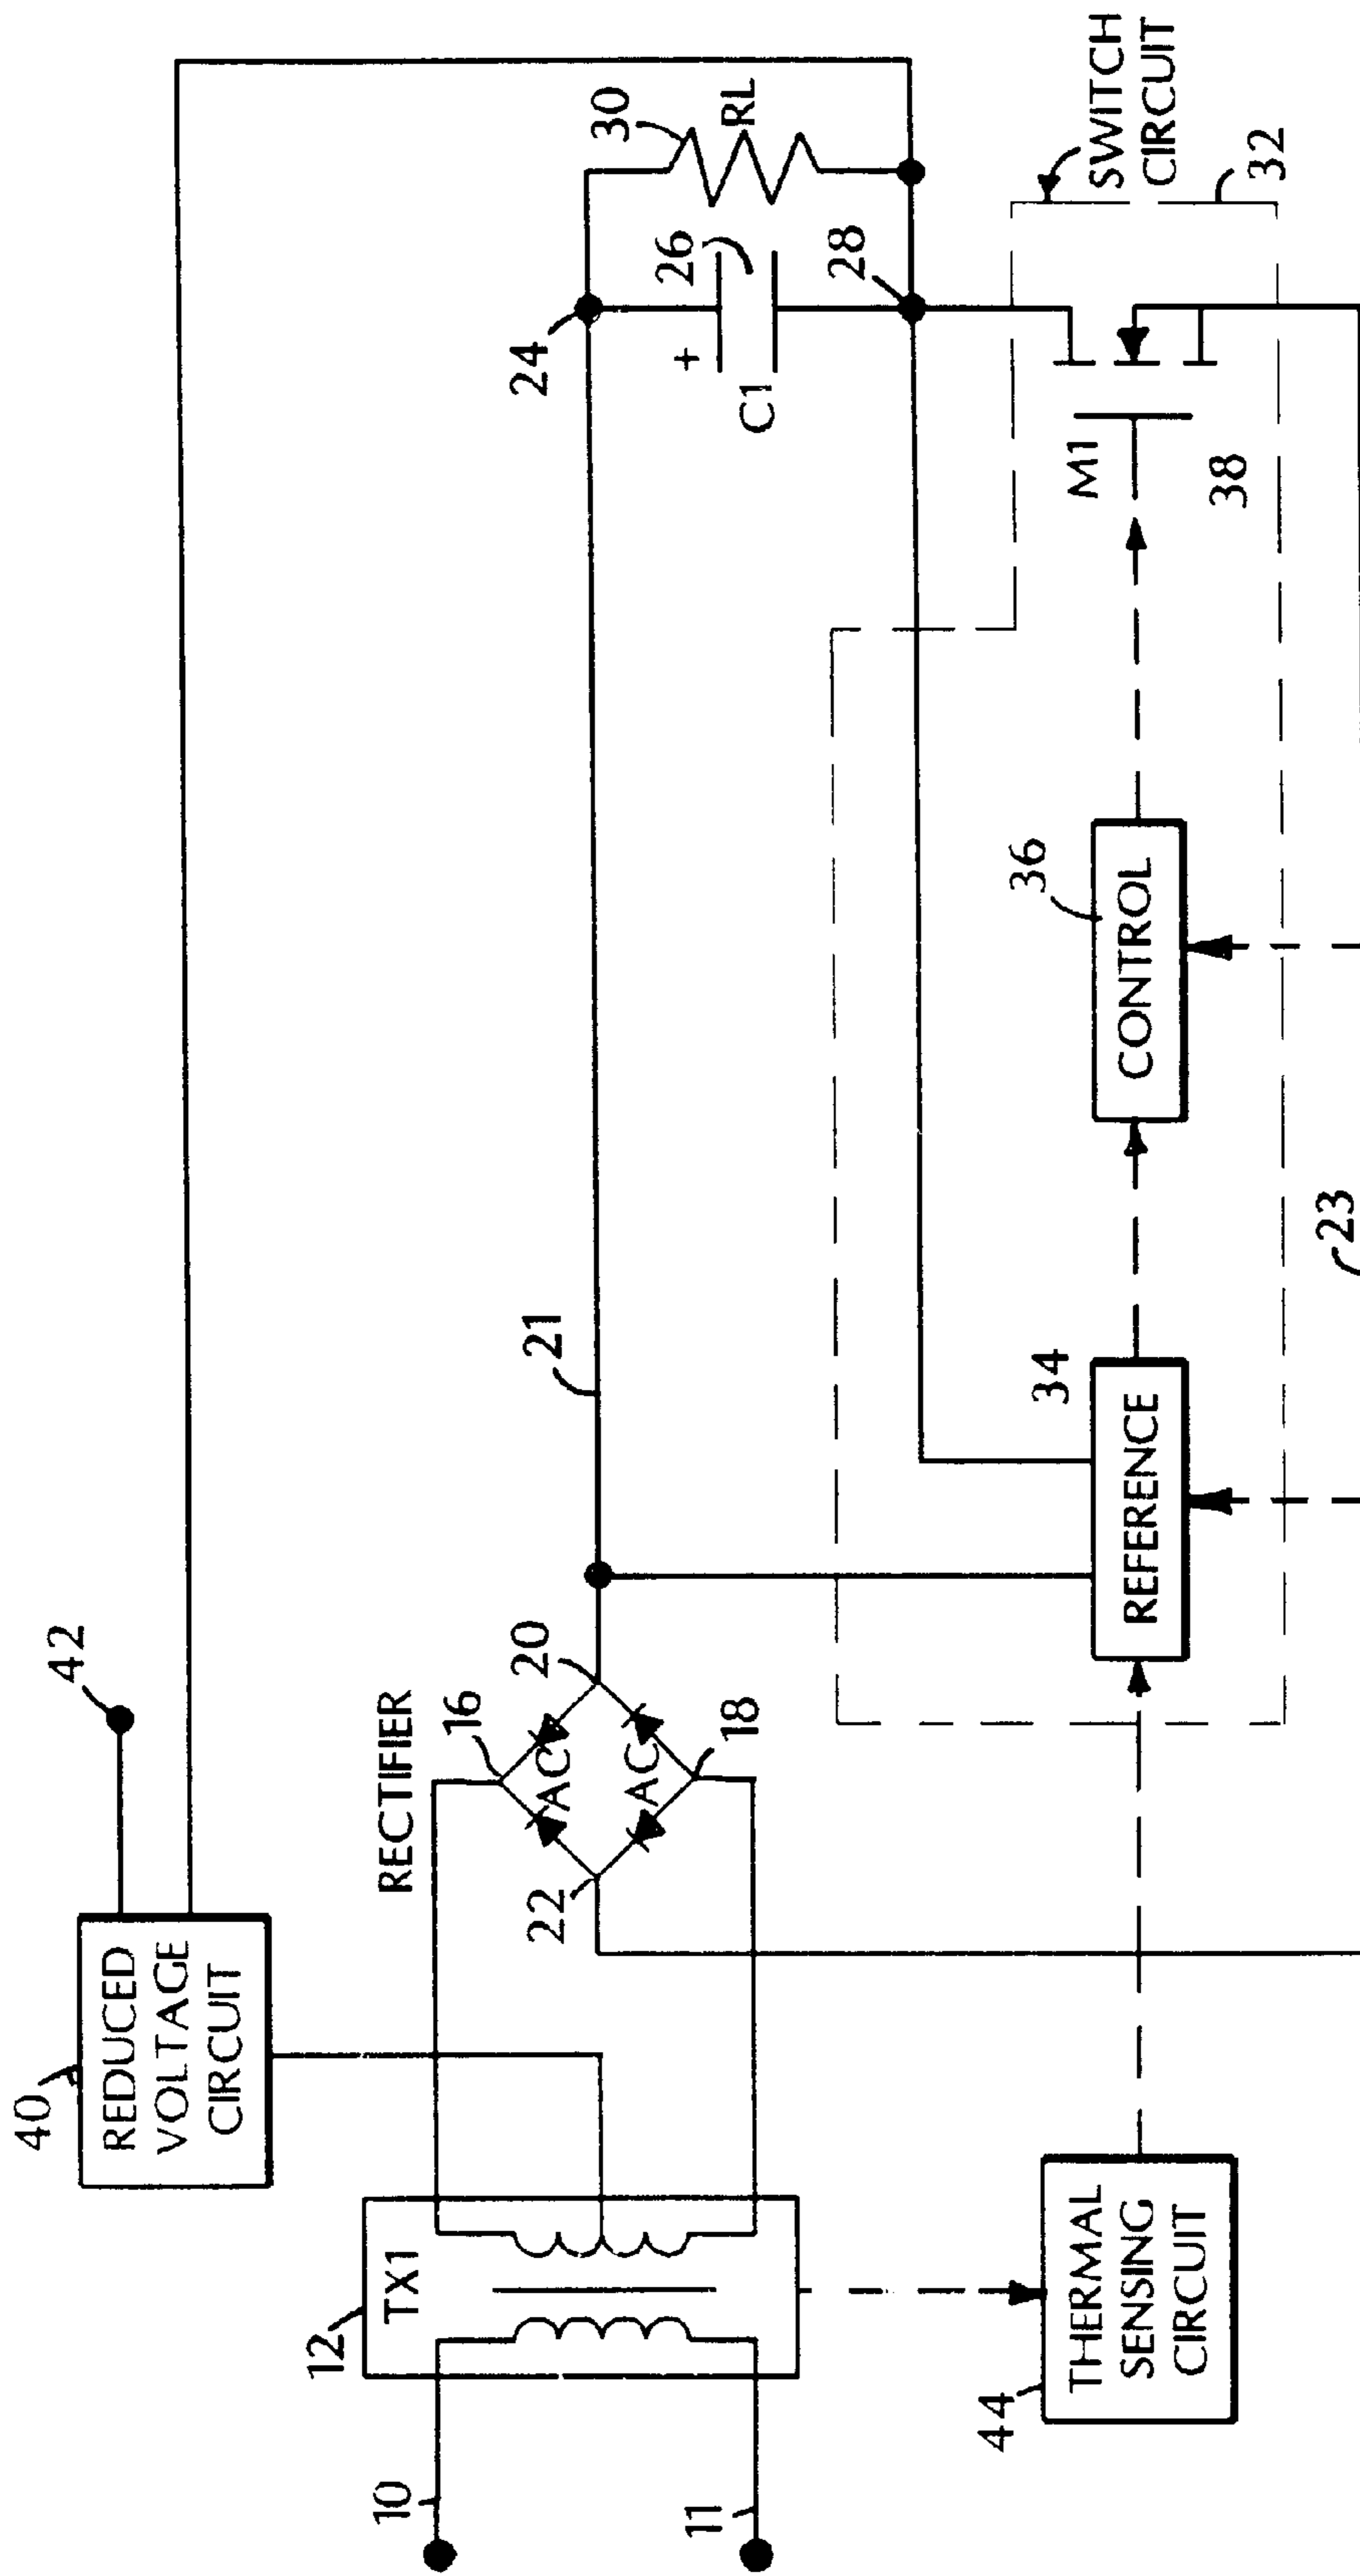 40
REDUCED
VOLTAGE
CIRCUIT
42
12
TX1
10
11
RECTIFIER
16
AC
AC
18
20
22
21
24
26
+
C1
28
30
RL
44
THERMAL
SENSING
CIRCUIT
34
REFERENCE
36
CONTROL
M1
38
SWITCH
CIRCUIT
32
23